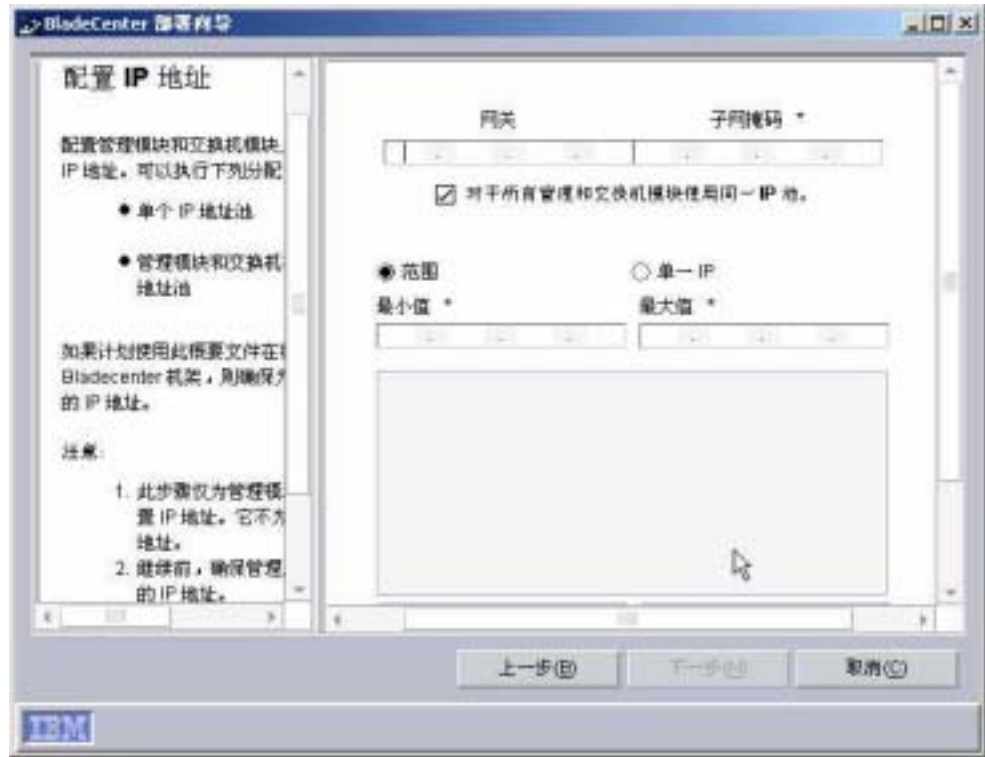 BladeCenter 部署向导
配置 IP 地址
配置管理模块和交换机模块
IP 地址。可以执行下列分配
● 单个 IP 地址池
● 管理模块和交换机
地址池
如果计划使用此概要文件在
Bladecenter 机架，则确保为
的 IP 地址。
注意:
1. 此步骤仅为管理模
置 IP 地址。它不为
地址。
2. 继续前，确保管理
的 IP 地址。
网关 子网掩码 *
对于所有管理和交换机模块使用同一 IP 池。
范围 单一 IP
最小值 * 最大值 *
上一步(B) 下一步(N) 取消(C)
IBM